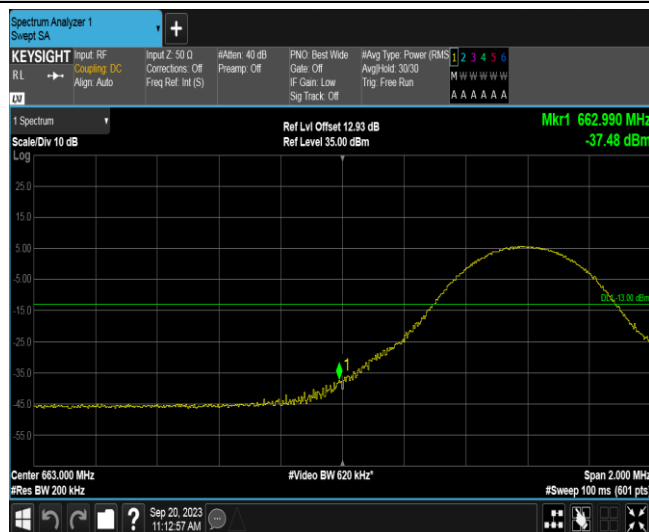 Spectrum Analyzer 1
Swept SA
+
KEYSIGHT Input: RF Input Z: 50 Ω #Atten: 40 dB PNO: Best Wide #Avg Type: Power (RMS 1 2 3 4 5 6
RL Coupling: DC Corrections: Off Preamp: Off Gate: Off Avg|Hold: 30/30 M W W W W W
Align: Auto Freq Ref: Int (S) IF Gain: Low Trig: Free Run
Sig Track: Off A A A A A A
LXI
1 Spectrum Ref Lvl Offset 12.93 dB Mkr1 662.990 MHz
Scale/Div 10 dB Ref Level 35.00 dBm -37.48 dBm
Log
25.0
15.0
5.00
-5.00
DL1 -13.00 dBm
-15.0
-25.0
1
-35.0
-45.0
-55.0
Center 663.000 MHz #Video BW 620 kHz* Span 2.000 MHz
#Res BW 200 kHz #Sweep 100 ms (601 pts)
? Sep 20, 2023
11:12:57 AM